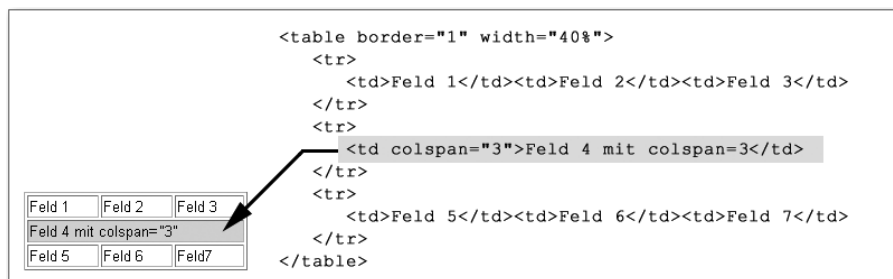 <table border="1" width="40%">
<tr>
<td>Feld 1</td><td>Feld 2</td><td>Feld 3</td>
</tr>
<tr>
<td colspan="3">Feld 4 mit colspan=3</td>
</tr>
<tr>
<td>Feld 5</td><td>Feld 6</td><td>Feld 7</td>
</tr>
</table>
Feld 1 Feld 2 Feld 3
Feld 4 mit colspan="3"
Feld 5 Feld 6 Feld7